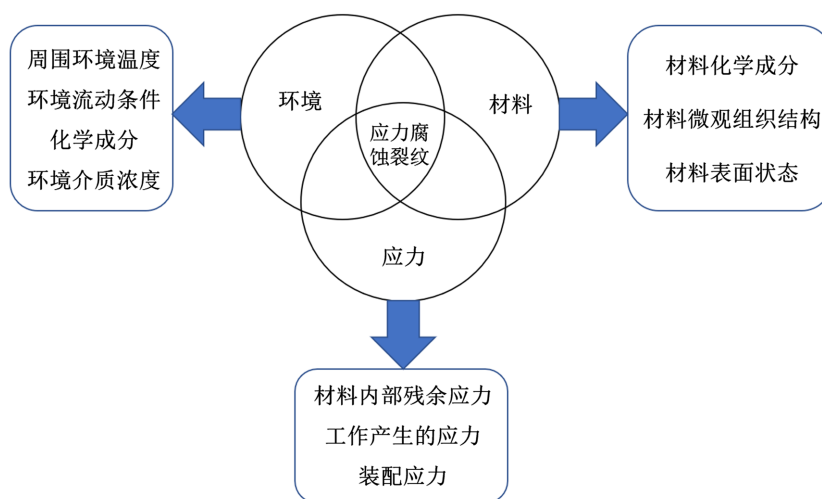 周围环境温度
环境流动条件
化学成分
环境介质浓度
环境
材料
应力腐
蚀裂纹
应力
材料化学成分
材料微观组织结构
材料表面状态
材料内部残余应力
工作产生的应力
装配应力